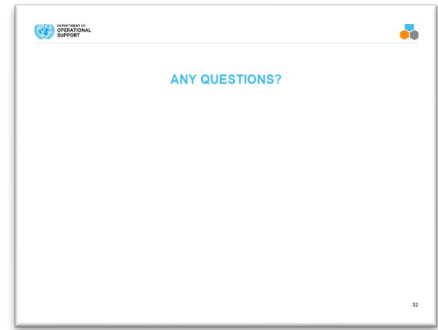 DEPARTMENT OF
OPERATIONAL
SUPPORT
ANY QUESTIONS?
32